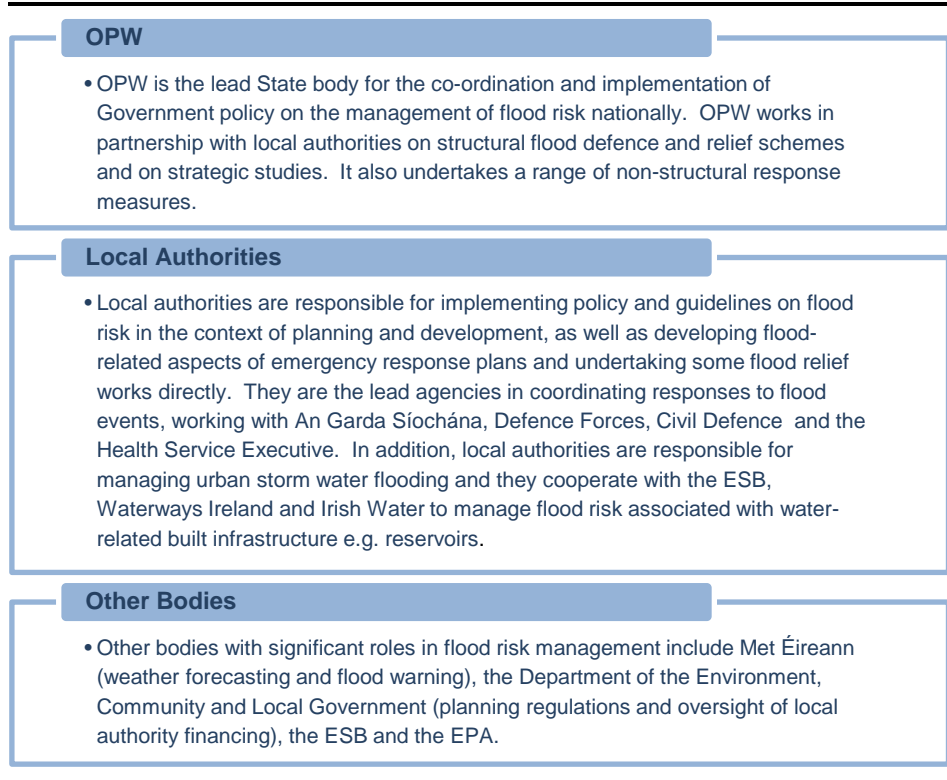 OPW
• OPW is the lead State body for the co-ordination and implementation of
Government policy on the management of flood risk nationally. OPW works in
partnership with local authorities on structural flood defence and relief schemes
and on strategic studies. It also undertakes a range of non-structural response
measures.
Local Authorities
• Local authorities are responsible for implementing policy and guidelines on flood
risk in the context of planning and development, as well as developing flood-
related aspects of emergency response plans and undertaking some flood relief
works directly. They are the lead agencies in coordinating responses to flood
events, working with An Garda Síochána, Defence Forces, Civil Defence and the
Health Service Executive. In addition, local authorities are responsible for
managing urban storm water flooding and they cooperate with the ESB,
Waterways Ireland and Irish Water to manage flood risk associated with water-
related built infrastructure e.g. reservoirs.
Other Bodies
• Other bodies with significant roles in flood risk management include Met Éireann
(weather forecasting and flood warning), the Department of the Environment,
Community and Local Government (planning regulations and oversight of local
authority financing), the ESB and the EPA.